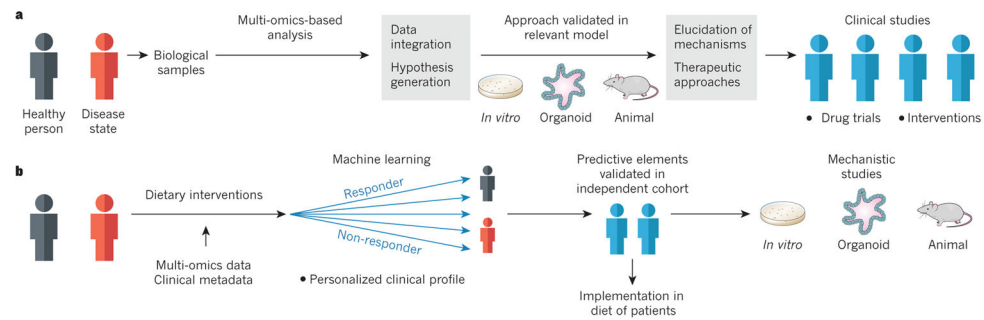 a
Multi-omics-based
analysis
Approach validated in
relevant model
Clinical studies
Biological
samples
Data
integration
Hypothesis
generation
Elucidation of
mechanisms
Therapeutic
approaches
Healthy
person
Disease
state
In vitro
Organoid
Animal
• Drug trials
• Interventions
b
Dietary interventions
Multi-omics data
Clinical metadata
Machine learning
Responder
Non-responder
• Personalized clinical profile
Predictive elements
validated in
independent cohort
Implementation in
diet of patients
Mechanistic
studies
In vitro
Organoid
Animal